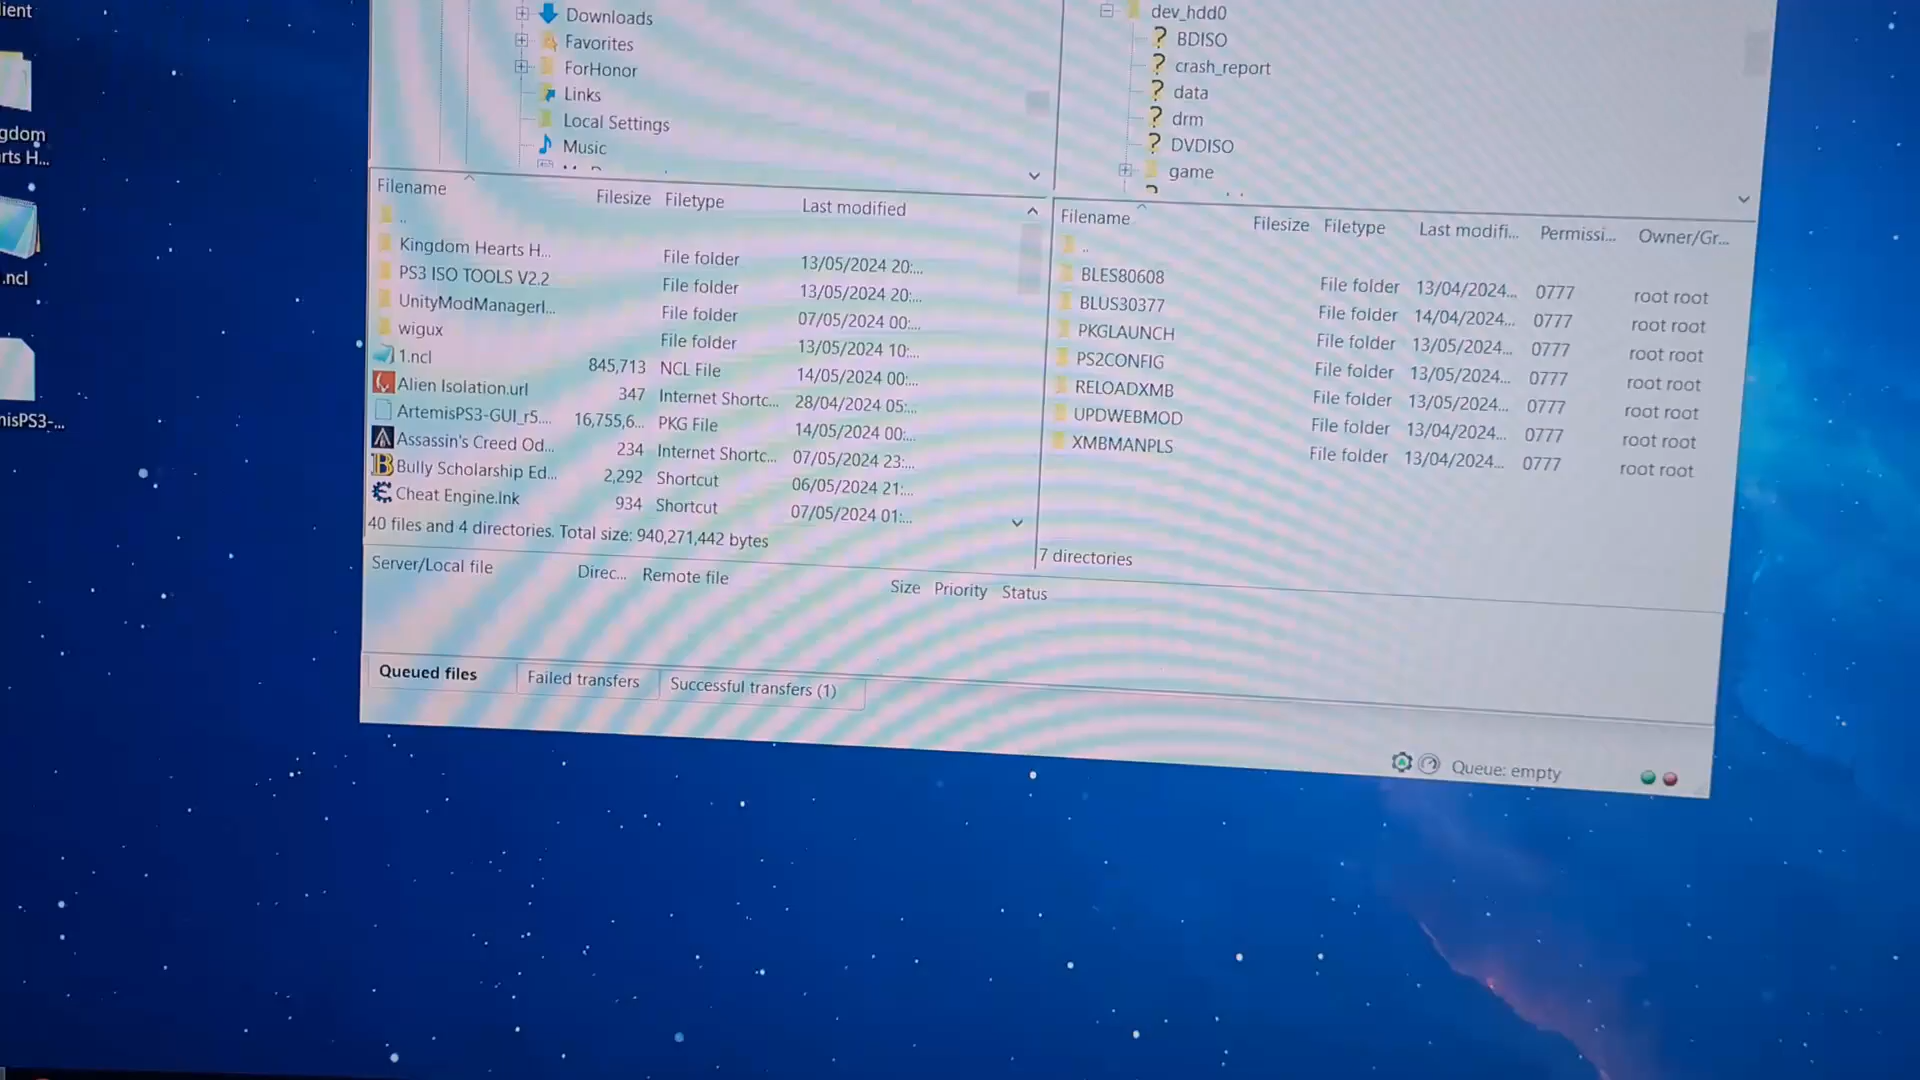 ient
gdom
rts H...
.ncl
nisPS3-...
Downloads
Favorites
ForHonor
Links
Local Settings
Music
dev_hdd0
BDISO
crash_report
data
drm
DVDISO
game
Filename Filesize Filetype Last modified
..
Kingdom Hearts H... File folder 13/05/2024 20:...
PS3 ISO TOOLS V2.2 File folder 13/05/2024 20:...
UnityModManagerI... File folder 07/05/2024 00:...
wigux File folder 13/05/2024 10:...
1.ncl 845,713 NCL File 14/05/2024 00:...
Alien Isolation.url 347 Internet Shortc... 28/04/2024 05:...
ArtemisPS3-GUI_r5.... 16,755,6... PKG File 14/05/2024 00:...
Assassin's Creed Od... 234 Internet Shortc... 07/05/2024 23:...
Bully Scholarship Ed... 2,292 Shortcut 06/05/2024 21:...
Cheat Engine.lnk 934 Shortcut 07/05/2024 01:...
40 files and 4 directories. Total size: 940,271,442 bytes
Filename Filesize Filetype Last modifi... Permissi... Owner/Gr...
..
BLES80608 File folder 13/04/2024... 0777 root root
BLUS30377 File folder 14/04/2024... 0777 root root
PKGLAUNCH File folder 13/05/2024... 0777 root root
PS2CONFIG File folder 13/05/2024... 0777 root root
RELOADXMB File folder 13/05/2024... 0777 root root
UPDWEBMOD File folder 13/04/2024... 0777 root root
XMBMANPLS File folder 13/04/2024... 0777 root root
7 directories
Server/Local file Direc... Remote file Size Priority Status
Queued files Failed transfers Successful transfers (1)
Queue: empty